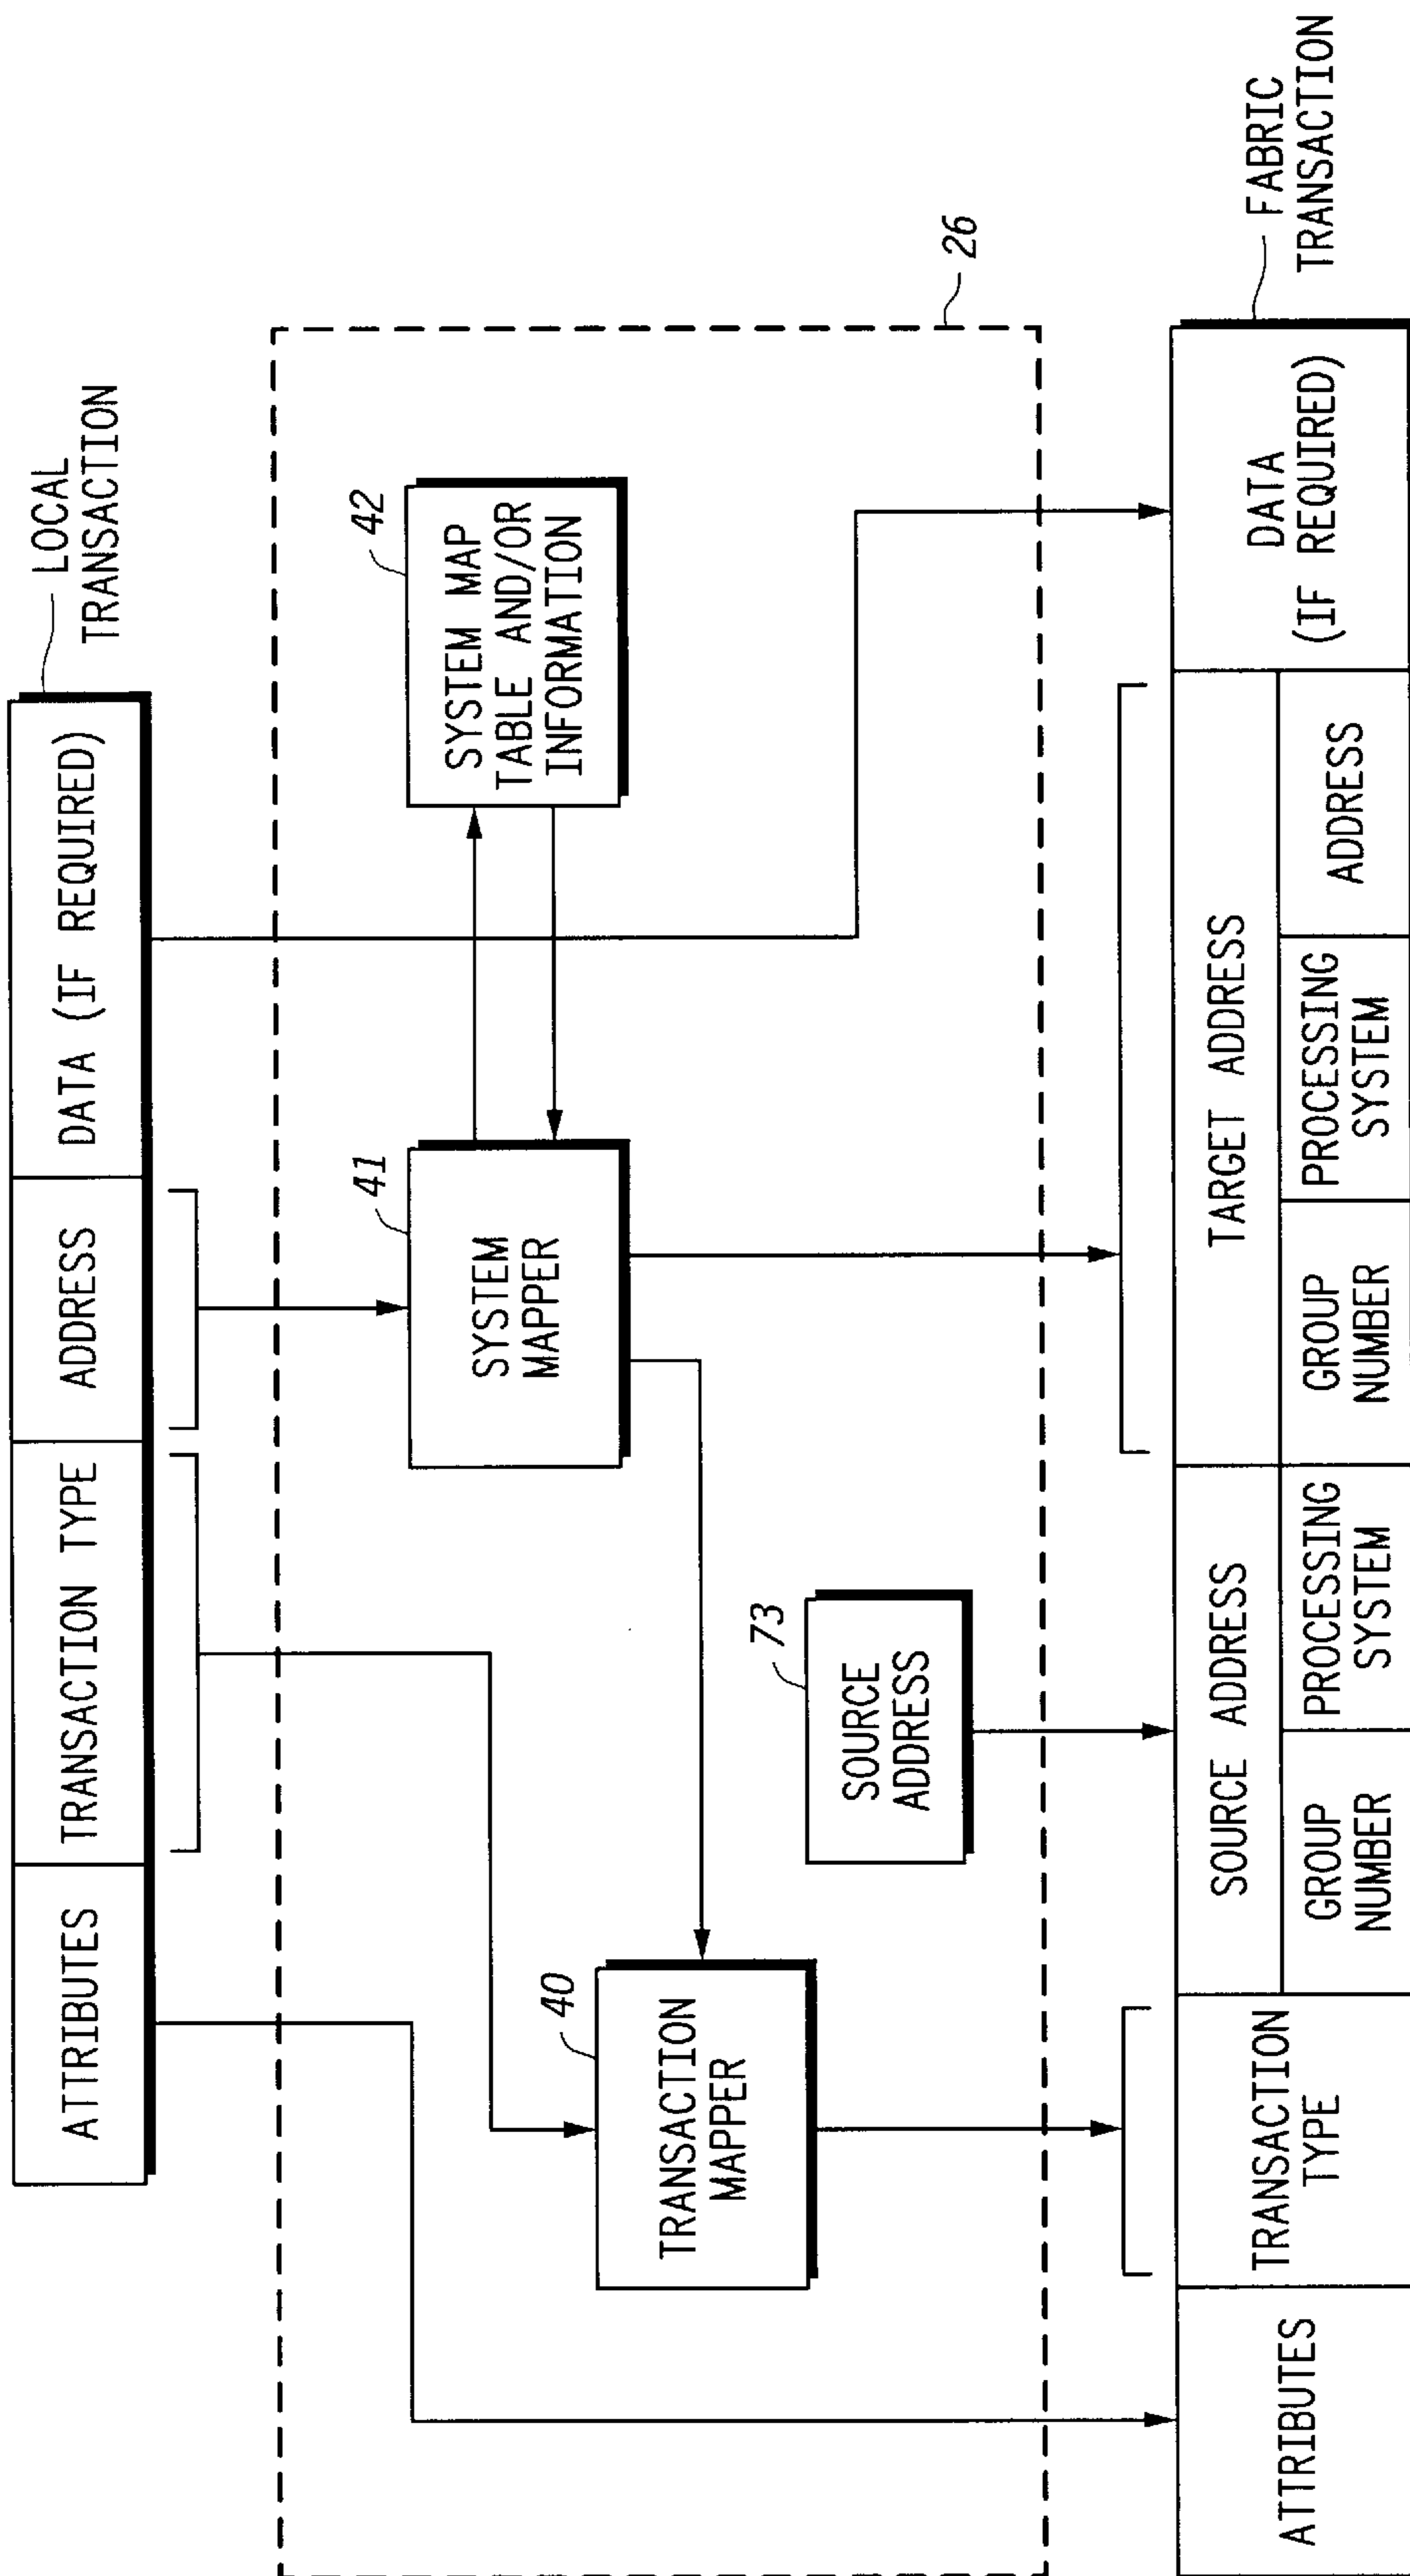 LOCAL
TRANSACTION
ATTRIBUTES
TRANSACTION TYPE
ADDRESS
DATA (IF REQUIRED)
26
41
SYSTEM
MAPPER
42
SYSTEM MAP
TABLE AND/OR
INFORMATION
40
TRANSACTION
MAPPER
73
SOURCE
ADDRESS
FABRIC
TRANSACTION
ATTRIBUTES
TRANSACTION
TYPE
SOURCE ADDRESS
GROUP
NUMBER
PROCESSING
SYSTEM
TARGET ADDRESS
GROUP
NUMBER
PROCESSING
SYSTEM
ADDRESS
DATA
(IF REQUIRED)